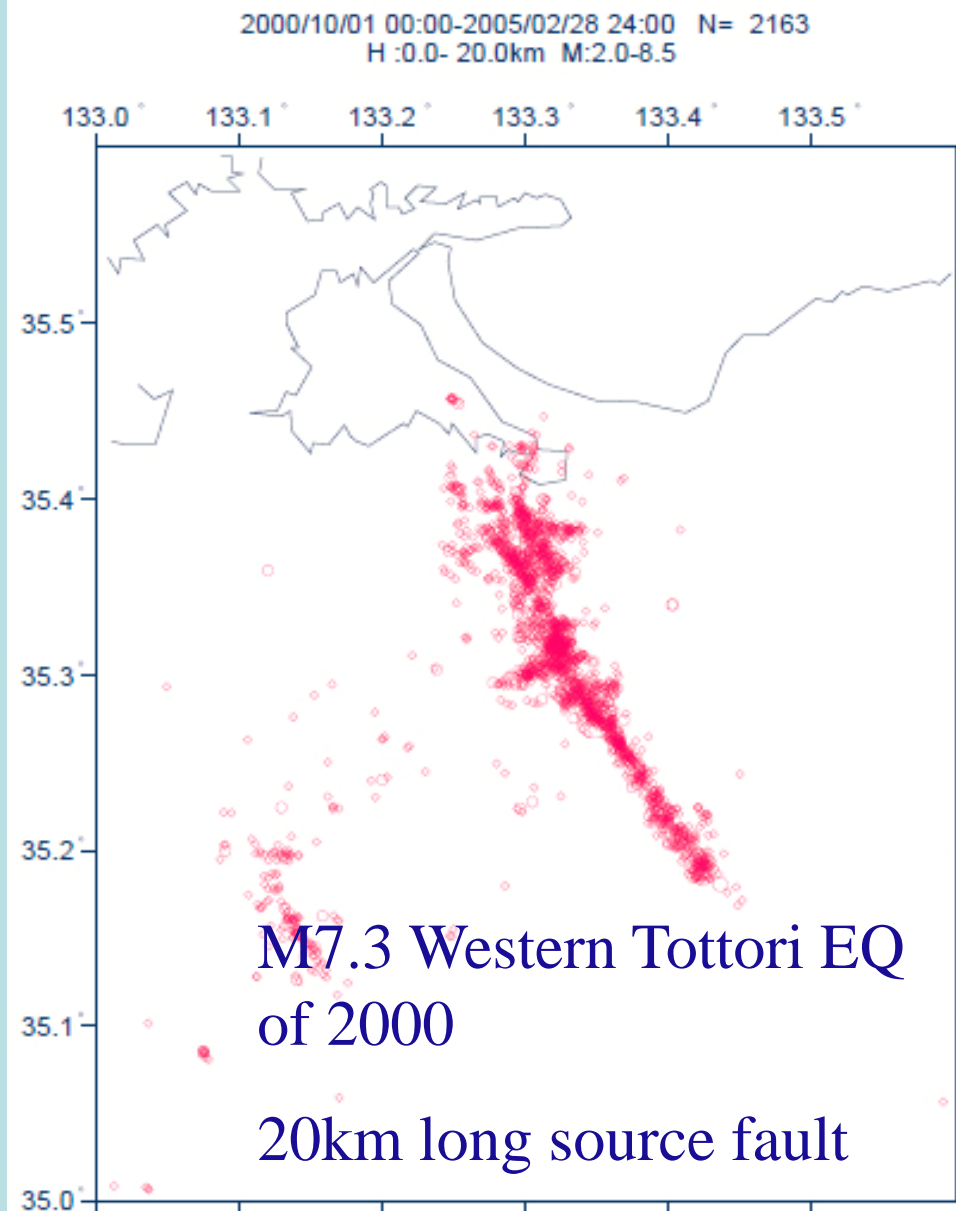 2000/10/01 00:00-2005/02/28 24:00 N= 2163
H :0.0- 20.0km M:2.0-8.5
133.0° 133.1° 133.2° 133.3° 133.4° 133.5°
35.5°
35.4°
35.3°
35.2°
M7.3 Western Tottori EQ
of 2000
35.1°
20km long source fault
35.0°